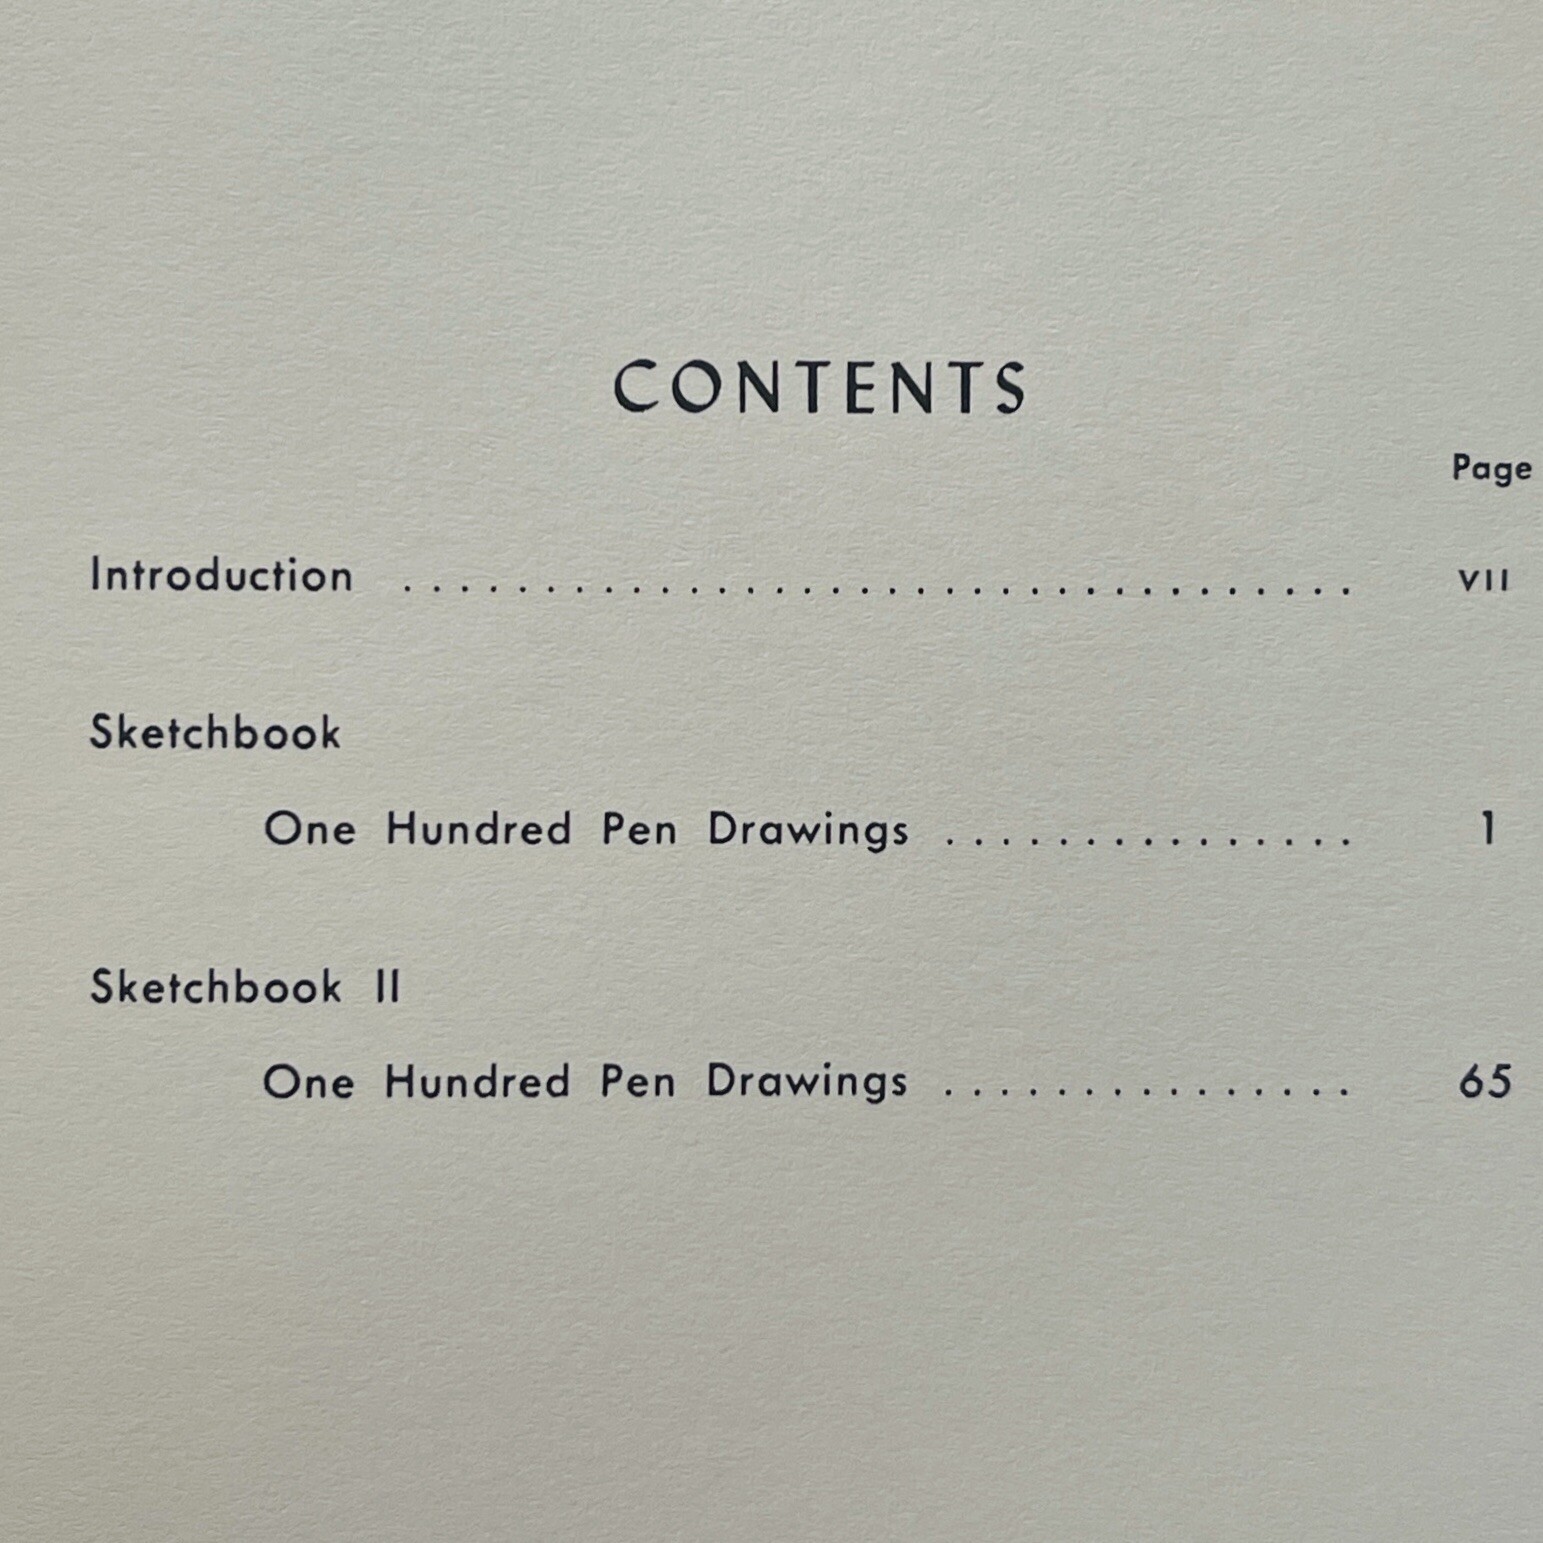 CONTENTS
Page
Introduction .................................. VII
Sketchbook
One Hundred Pen Drawings ............... 1
Sketchbook II
One Hundred Pen Drawings ............... 65